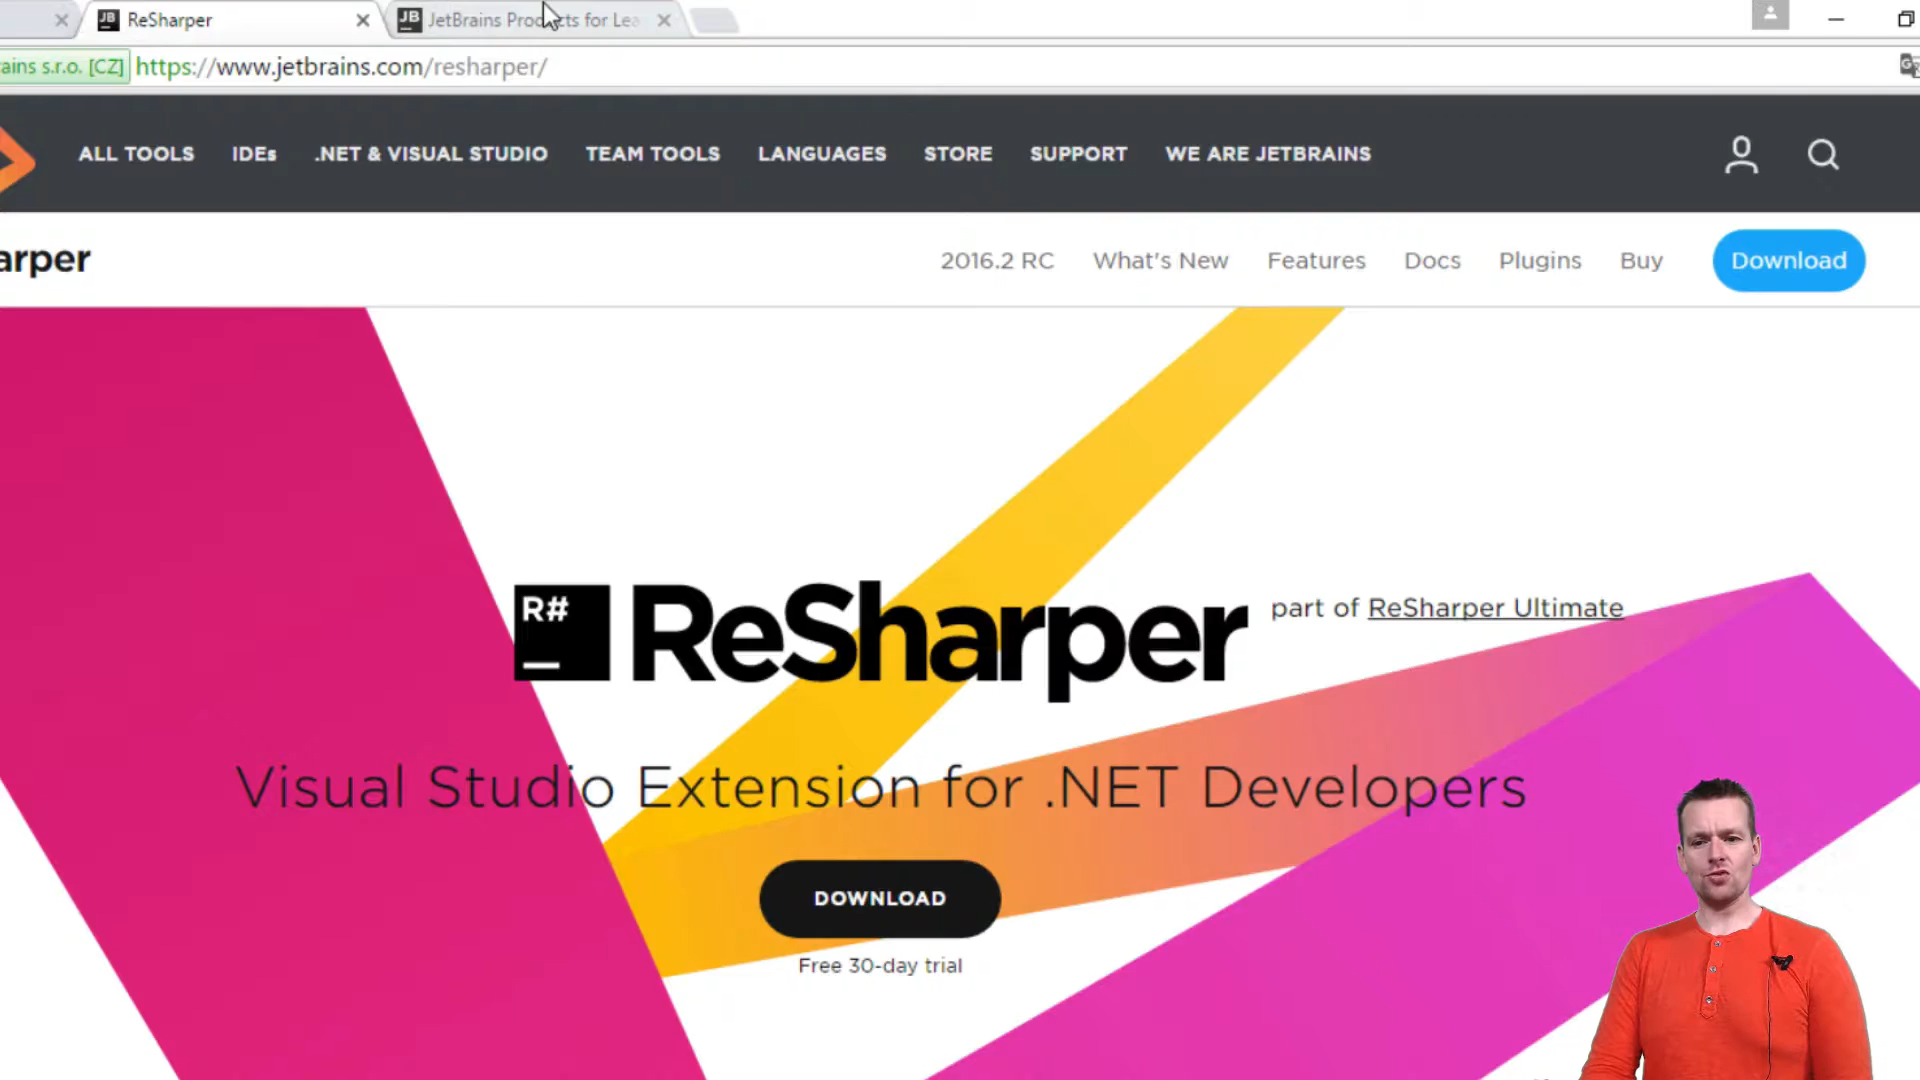 ReSharper
JetBrains Products for Lea
ains s.r.o. [CZ] https://www.jetbrains.com/resharper/
ALL TOOLS IDEs .NET & VISUAL STUDIO TEAM TOOLS LANGUAGES STORE SUPPORT WE ARE JETBRAINS
arper
2016.2 RC What's New Features Docs Plugins Buy Download
R# ReSharper part of ReSharper Ultimate
Visual Studio Extension for .NET Developers
DOWNLOAD
Free 30-day trial